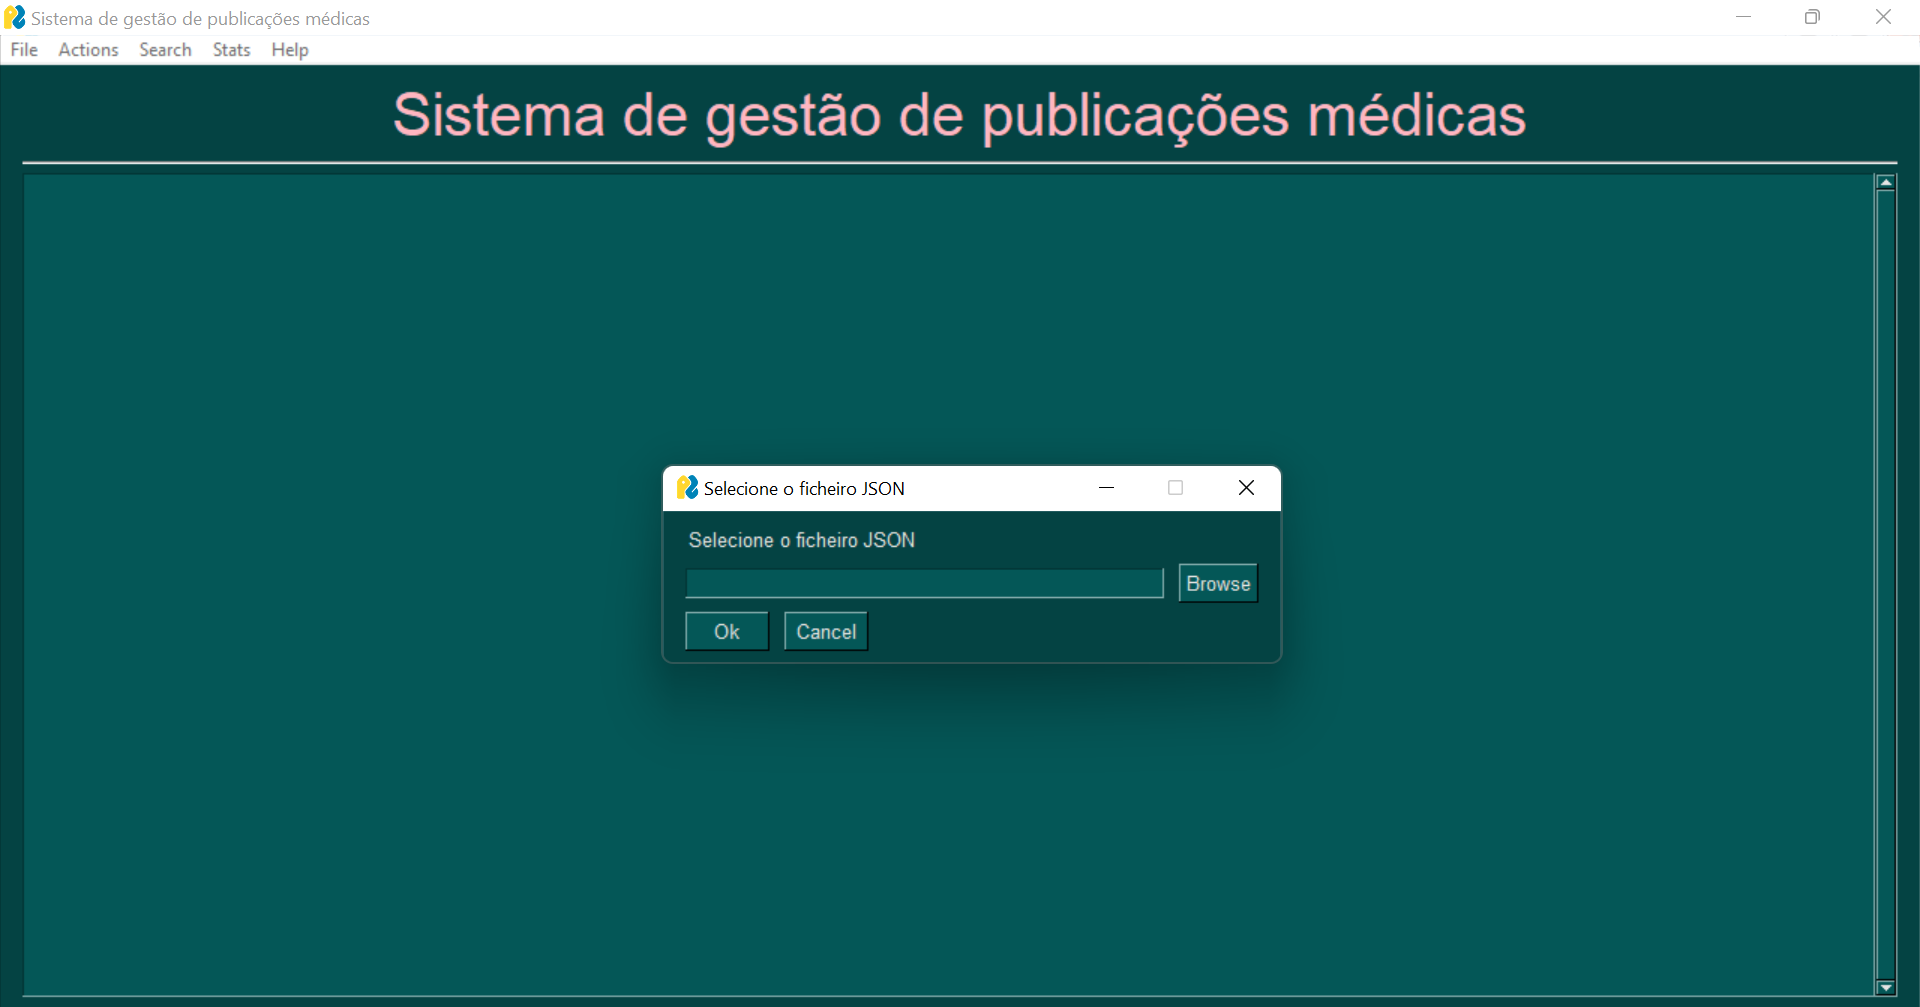 Sistema de gestão de publicações médicas
File Actions Search Stats Help
Sistema de gestão de publicações médicas
Selecione o ficheiro JSON
Selecione o ficheiro JSON
Browse
Ok Cancel